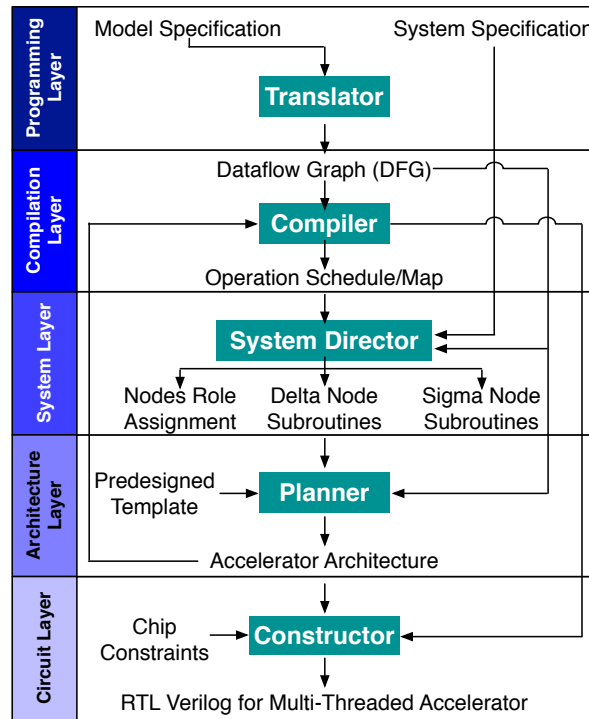 Programming
Layer
Model Specification
System Specification
Translator
Compilation
Layer
Dataflow Graph (DFG)
Compiler
Operation Schedule/Map
System Layer
System Director
Nodes Role
Assignment
Delta Node
Subroutines
Sigma Node
Subroutines
Architecture
Layer
Predesigned
Template
Planner
Accelerator Architecture
Circuit Layer
Chip
Constraints
Constructor
RTL Verilog for Multi-Threaded Accelerator